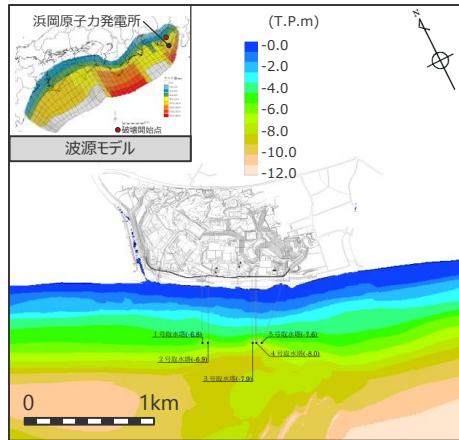 浜岡原子力発電所
破壊開始点
波源モデル
(T.P.m)
-0.0
-2.0
-4.0
-6.0
-8.0
-10.0
-12.0
N
1号取水塔(-6.8)
2号取水塔(-6.9)
3号取水塔(-7.9)
4号取水塔(-8.0)
5号取水塔(-7.6)
0 1km